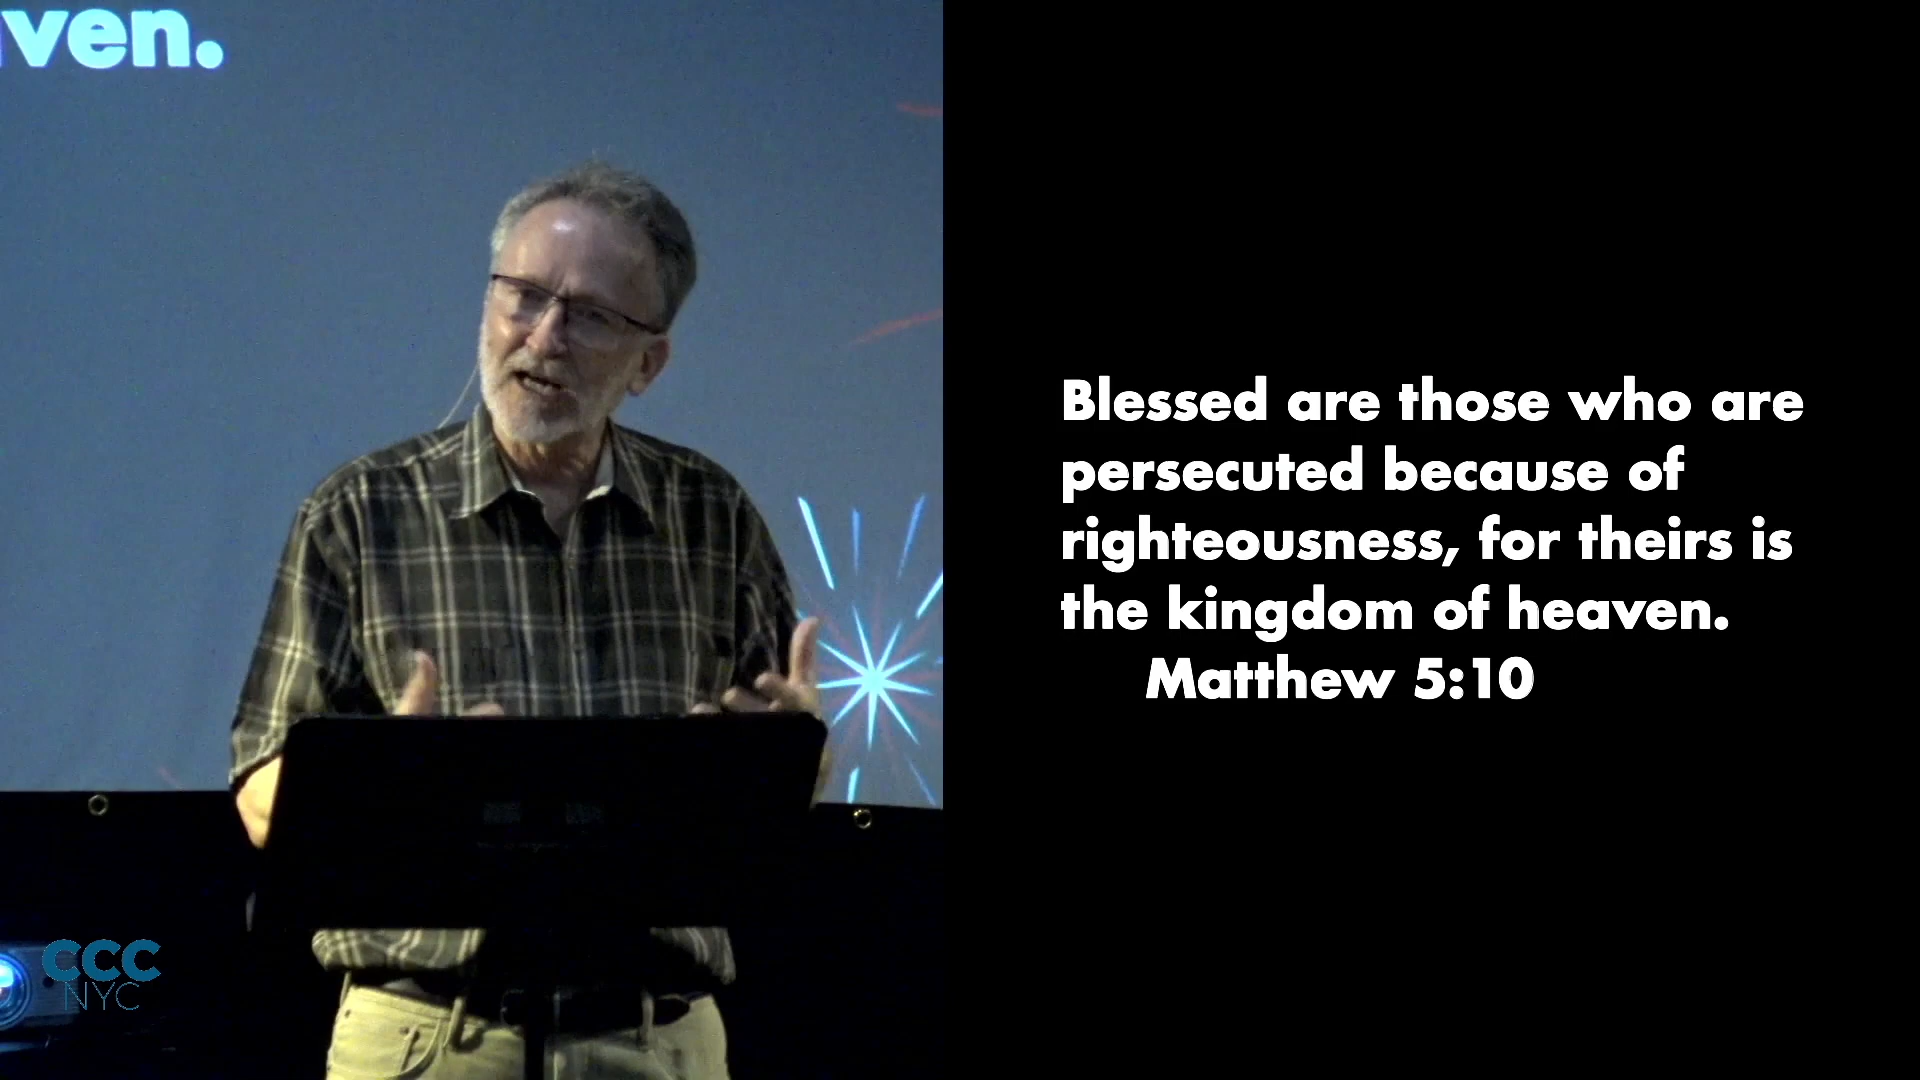 ven.
Blessed are those who are
persecuted because of
righteousness, for theirs is
the kingdom of heaven.
Matthew 5:10
CCC
NYC